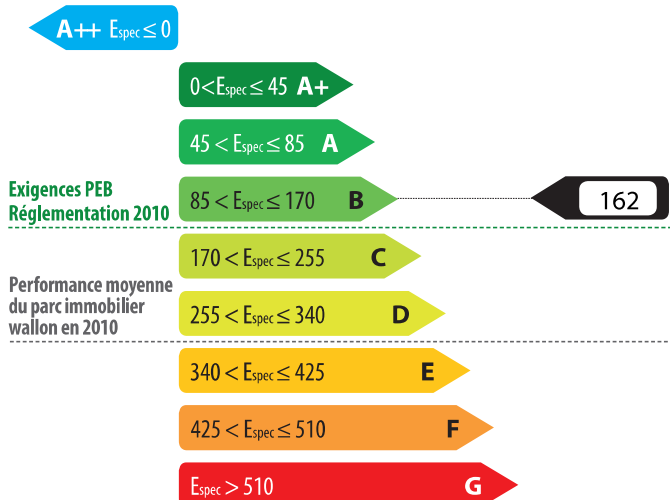 A++ Espec ≤ 0
0 < Espec ≤ 45 A+
45 < Espec ≤ 85 A
Exigences PEB
Réglementation 2010
85 < Espec ≤ 170 B
162
170 < Espec ≤ 255 C
Performance moyenne
du parc immobilier
wallon en 2010
255 < Espec ≤ 340 D
340 < Espec ≤ 425 E
425 < Espec ≤ 510 F
Espec > 510 G